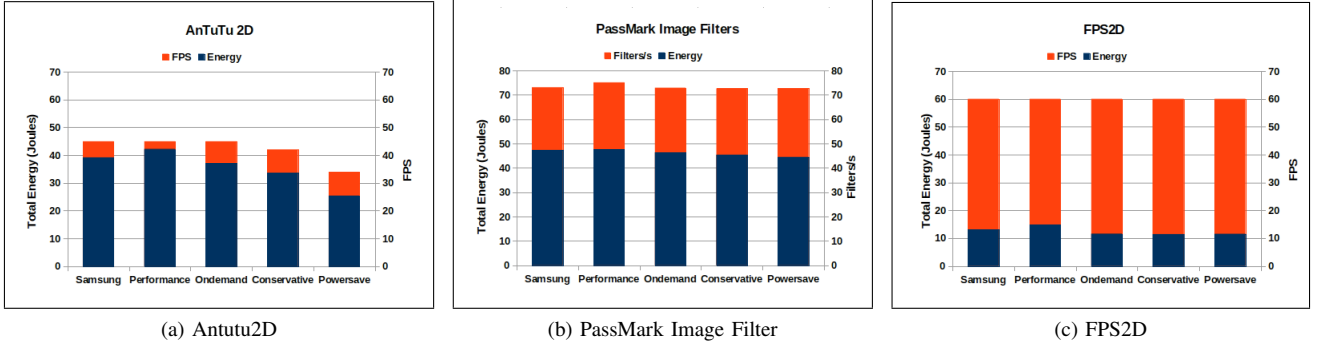 AnTuTu 2D
FPS Energy
70 70
60 60
50 50
40 40
30 30
20 20
10 10
0 0
Total Energy (Joules)
FPS
Samsung Performance Ondemand Conservative Powersave
(a) Antutu2D
PassMark Image Filters
Filters/s Energy
80 80
70 70
60 60
50 50
40 40
30 30
20 20
10 10
0 0
Total Energy (Joules)
Filters/s
Samsung Performance Ondemand Conservative Powersave
(b) PassMark Image Filter
FPS2D
FPS Energy
70 70
60 60
50 50
40 40
30 30
20 20
10 10
0 0
Total Energy (Joules)
FPS
Samsung Performance Ondemand Conservative Powersave
(c) FPS2D